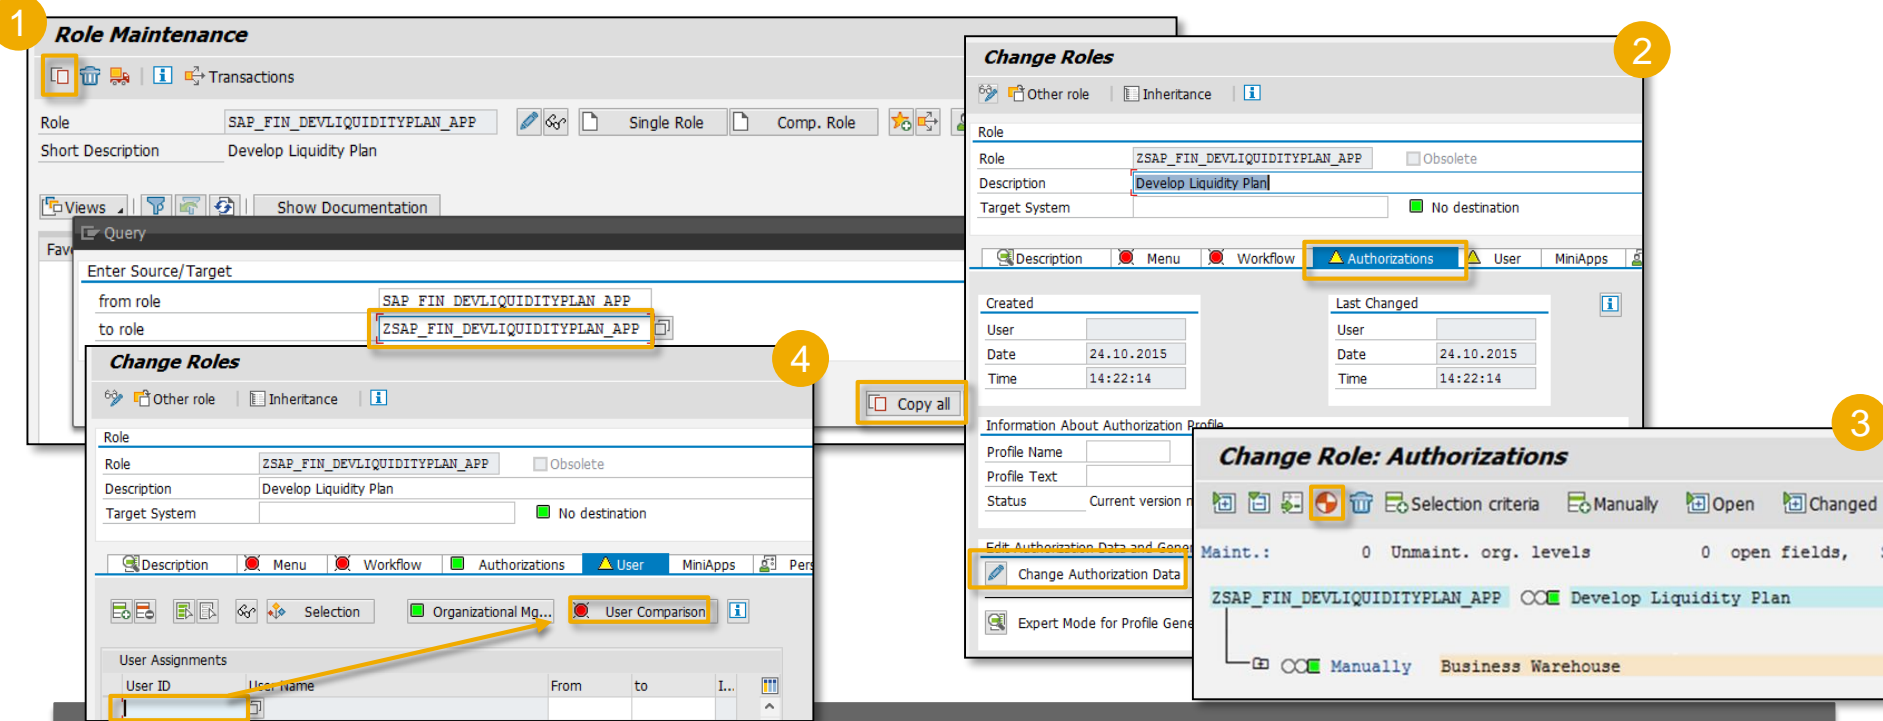 1
Role Maintenance
Transactions
Role SAP_FIN_DEVLIQUIDITYPLAN_APP Single Role Comp. Role
Short Description Develop Liquidity Plan
Views Show Documentation
Query
Enter Source/Target
from role SAP_FIN_DEVLIQUIDITYPLAN_APP
to role ZSAP_FIN_DEVLIQUIDITYPLAN_APP
Copy all
2
Change Roles
Other role Inheritance
Role
Role ZSAP_FIN_DEVLIQUIDITYPLAN_APP Obsolete
Description Develop Liquidity Plan
Target System No destination
Description Menu Workflow Authorizations User MiniApps
Created Last Changed
User User
Date 24.10.2015 Date 24.10.2015
Time 14:22:14 Time 14:22:14
Information About Authorization Profile
Profile Name
Profile Text
Status Current version
Edit Authorization Data and
Change Authorization Data
Expert Mode for Profile
3
Change Role: Authorizations
Selection criteria Manually Open Changed
Maint.: 0 Unmaint. org. levels 0 open fields,
ZSAP_FIN_DEVLIQUIDITYPLAN_APP Develop Liquidity Plan
Manually Business Warehouse
4
Change Roles
Other role Inheritance
Role
Role ZSAP_FIN_DEVLIQUIDITYPLAN_APP Obsolete
Description Develop Liquidity Plan
Target System No destination
Description Menu Workflow Authorizations User MiniApps Pers
Selection Organizational Mg... User Comparison
User Assignments
User ID User Name From to I...